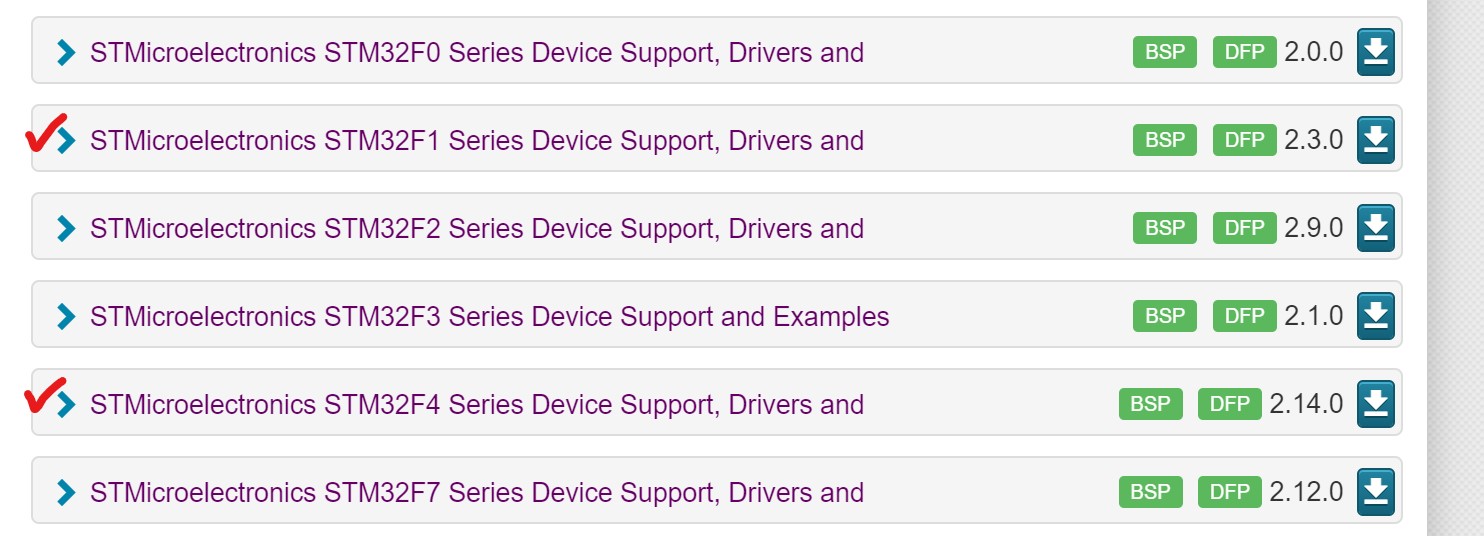 STMicroelectronics STM32F0 Series Device Support, Drivers and BSP DFP 2.0.0
STMicroelectronics STM32F1 Series Device Support, Drivers and BSP DFP 2.3.0
STMicroelectronics STM32F2 Series Device Support, Drivers and BSP DFP 2.9.0
STMicroelectronics STM32F3 Series Device Support and Examples BSP DFP 2.1.0
STMicroelectronics STM32F4 Series Device Support, Drivers and BSP DFP 2.14.0
STMicroelectronics STM32F7 Series Device Support, Drivers and BSP DFP 2.12.0